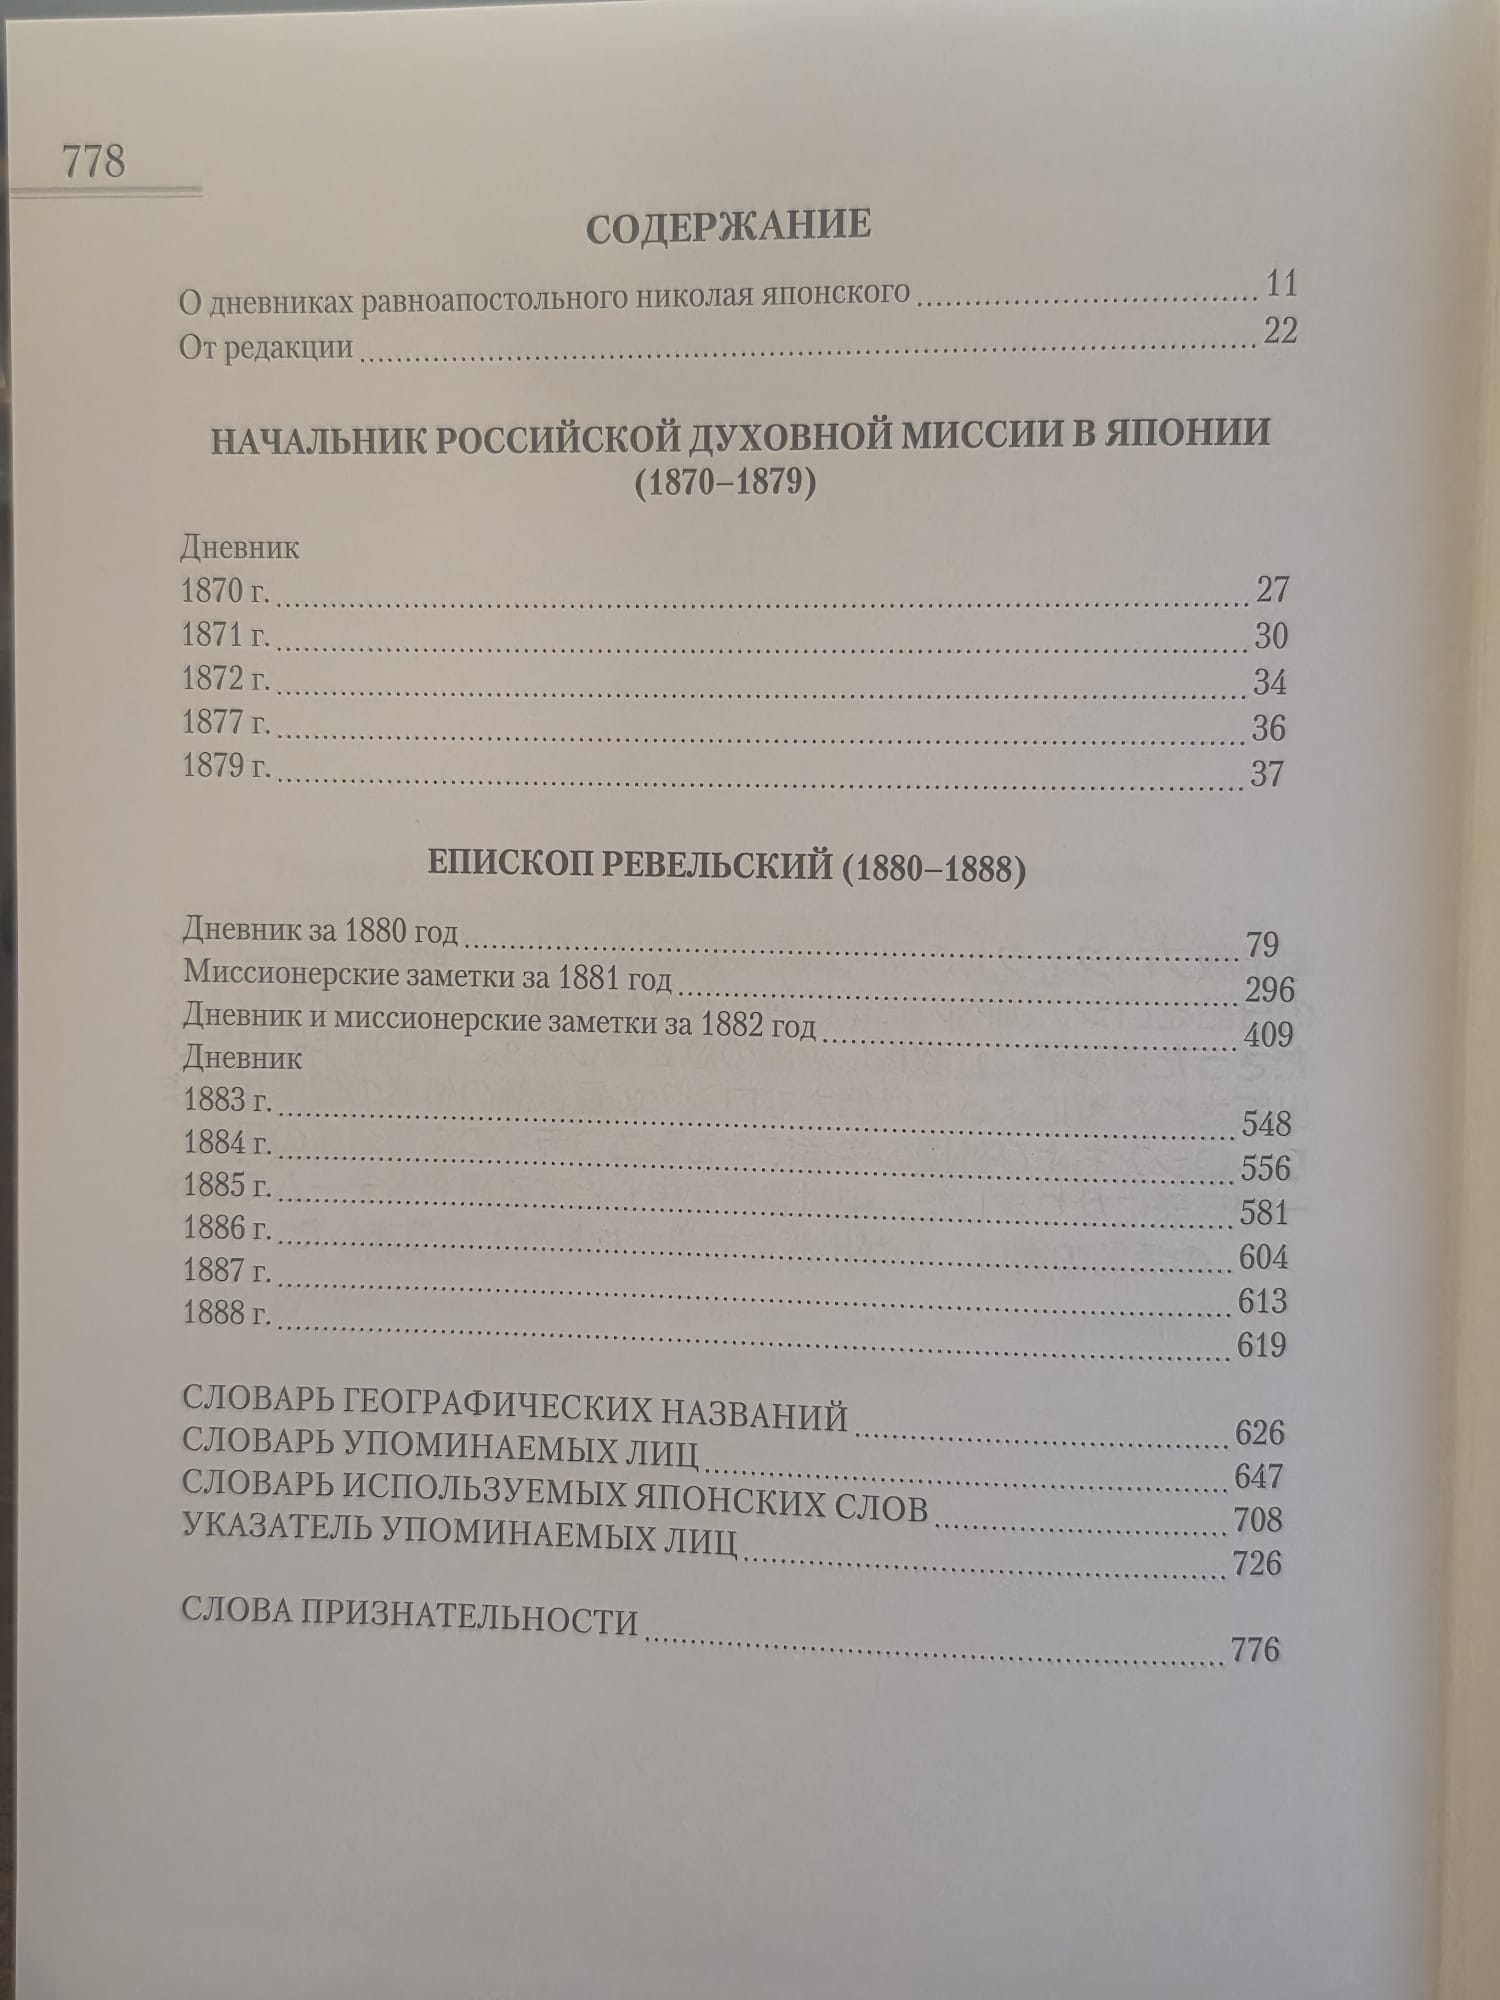 778
СОДЕРЖАНИЕ
О дневниках равноапостольного николая японского 11
От редакции 22
НАЧАЛЬНИК РОССИЙСКОЙ ДУХОВНОЙ МИССИИ В ЯПОНИИ
(1870–1879)
Дневник
1870 г. 27
1871 г. 30
1872 г. 34
1877 г. 36
1879 г. 37
ЕПИСКОП РЕВЕЛЬСКИЙ (1880–1888)
Дневник за 1880 год 79
Миссионерские заметки за 1881 год 296
Дневник и миссионерские заметки за 1882 год 409
Дневник
1883 г. 548
1884 г. 556
1885 г. 581
1886 г. 604
1887 г. 613
1888 г. 619
СЛОВАРЬ ГЕОГРАФИЧЕСКИХ НАЗВАНИЙ 626
СЛОВАРЬ УПОМИНАЕМЫХ ЛИЦ 647
СЛОВАРЬ ИСПОЛЬЗУЕМЫХ ЯПОНСКИХ СЛОВ 708
УКАЗАТЕЛЬ УПОМИНАЕМЫХ ЛИЦ 726
СЛОВА ПРИЗНАТЕЛЬНОСТИ 776